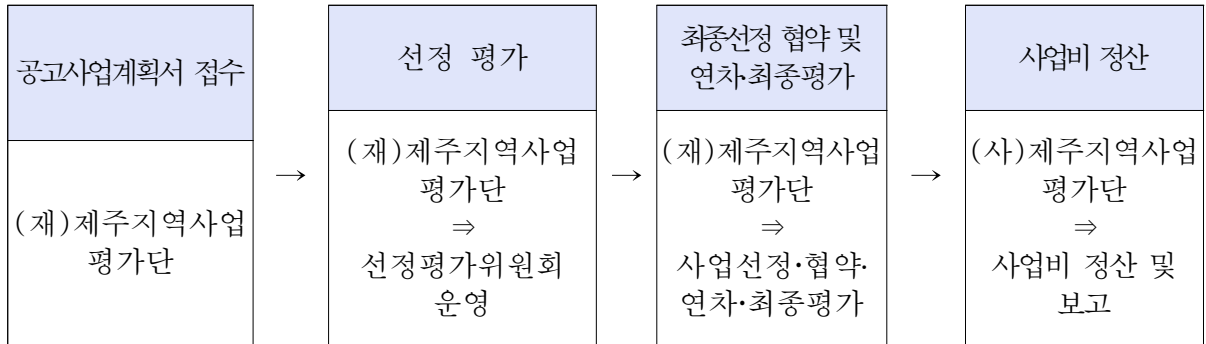 공고사업계획서 접수
(재)제주지역사업
평가단
→
선정 평가
(재)제주지역사업
평가단
⇒
선정평가위원회
운영
→
최종선정 협약 및
연차·최종평가
(재)제주지역사업
평가단
⇒
사업선정·협약·
연차·최종평가
→
사업비 정산
(사)제주지역사업
평가단
⇒
사업비 정산 및
보고